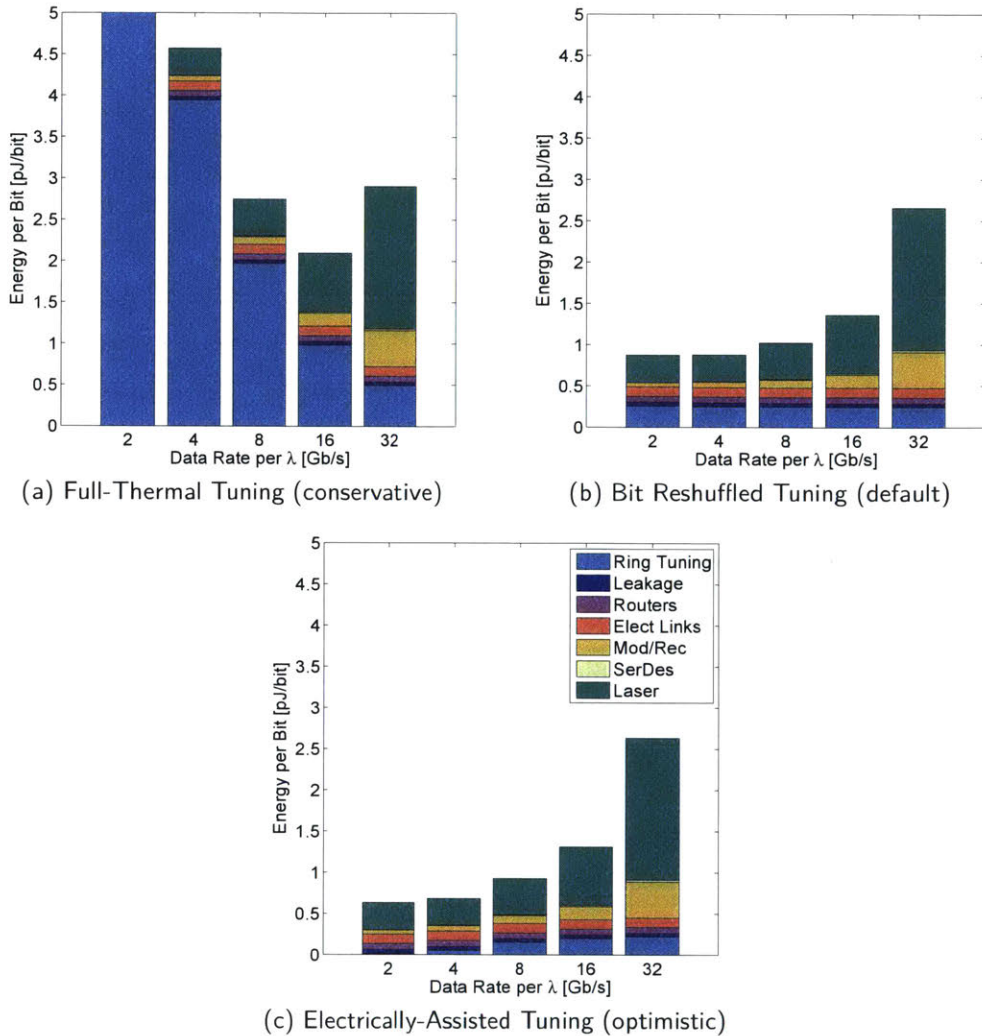 5
4.5
4
3.5
3
2.5
2
1.5
1
0.5
0
Energy per Bit [pJ/bit]
2 4 8 16 32
Data Rate per λ [Gb/s]
(a) Full-Thermal Tuning (conservative)
5
4.5
4
3.5
3
2.5
2
1.5
1
0.5
0
Energy per Bit [pJ/bit]
2 4 8 16 32
Data Rate per λ [Gb/s]
(b) Bit Reshuffled Tuning (default)
5
4.5
4
3.5
3
2.5
2
1.5
1
0.5
0
Energy per Bit [pJ/bit]
Ring Tuning
Leakage
Routers
Elect Links
Mod/Rec
SerDes
Laser
2 4 8 16 32
Data Rate per λ [Gb/s]
(c) Electrically-Assisted Tuning (optimistic)